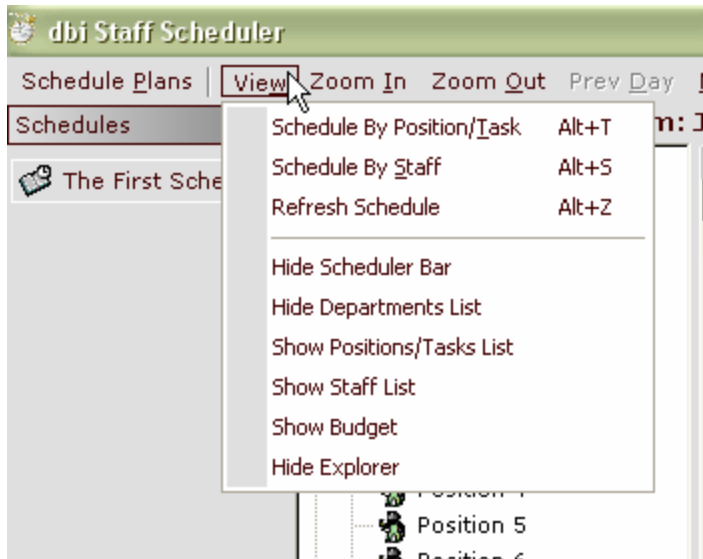 dbi Staff Scheduler
Schedule Plans View Zoom In Zoom Out Prev Day
Schedules
The First Sche
Schedule By Position/Task Alt+T
Schedule By Staff Alt+S
Refresh Schedule Alt+Z
Hide Scheduler Bar
Hide Departments List
Show Positions/Tasks List
Show Staff List
Show Budget
Hide Explorer
Position 5